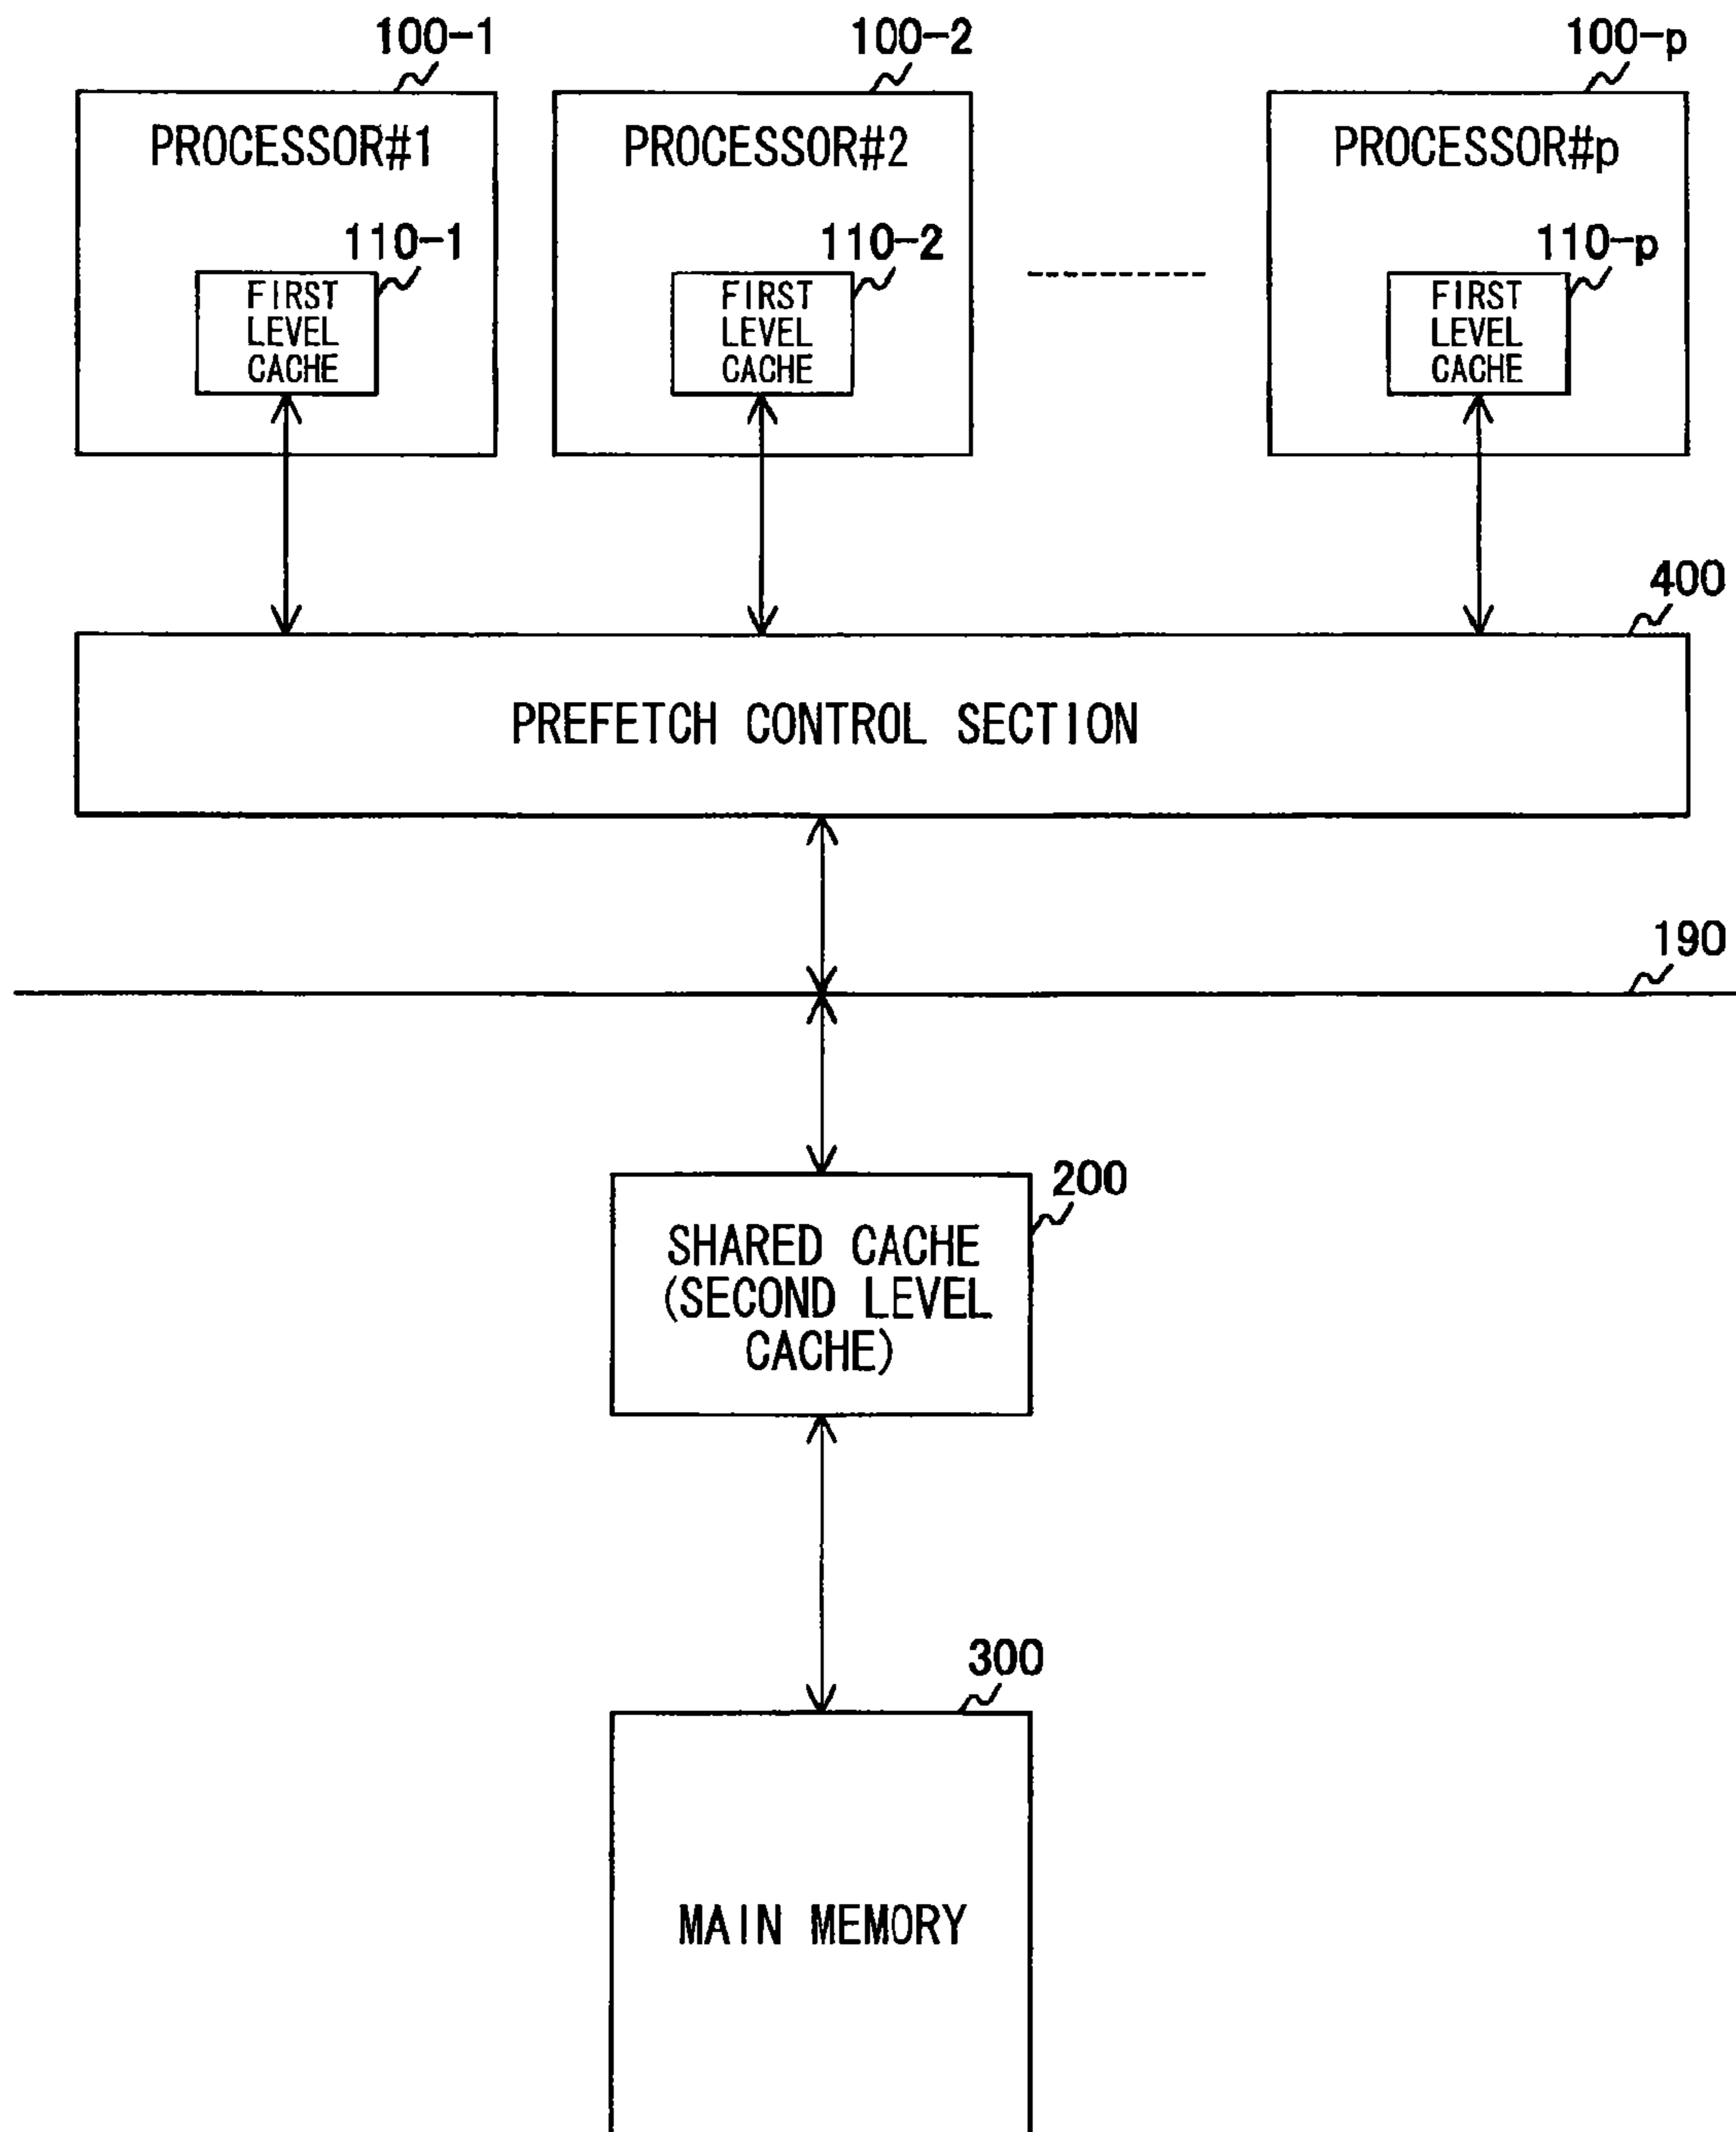 100-1
100-2
100-p
PROCESSOR#1
PROCESSOR#2
PROCESSOR#p
110-1
110-2
110-p
FIRST
LEVEL
CACHE
FIRST
LEVEL
CACHE
FIRST
LEVEL
CACHE
400
PREFETCH CONTROL SECTION
190
200
SHARED CACHE
(SECOND LEVEL
CACHE)
300
MAIN MEMORY